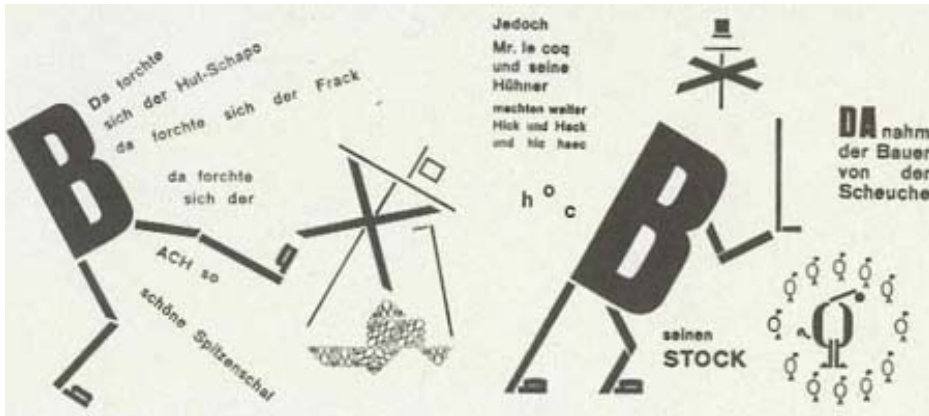 Da forchte
sich der Hut-Schapo
da forchte sich der Frack
da forchte
sich der
ACH so
schöne Spitzenschal
B
Jedoch
Mr. le coq
und seine
Hühner
machten weiter
Hick und Hack
und hic haec
h o c
B
DA nahm
der Bauer
von der
Scheuche
seinen
STOCK